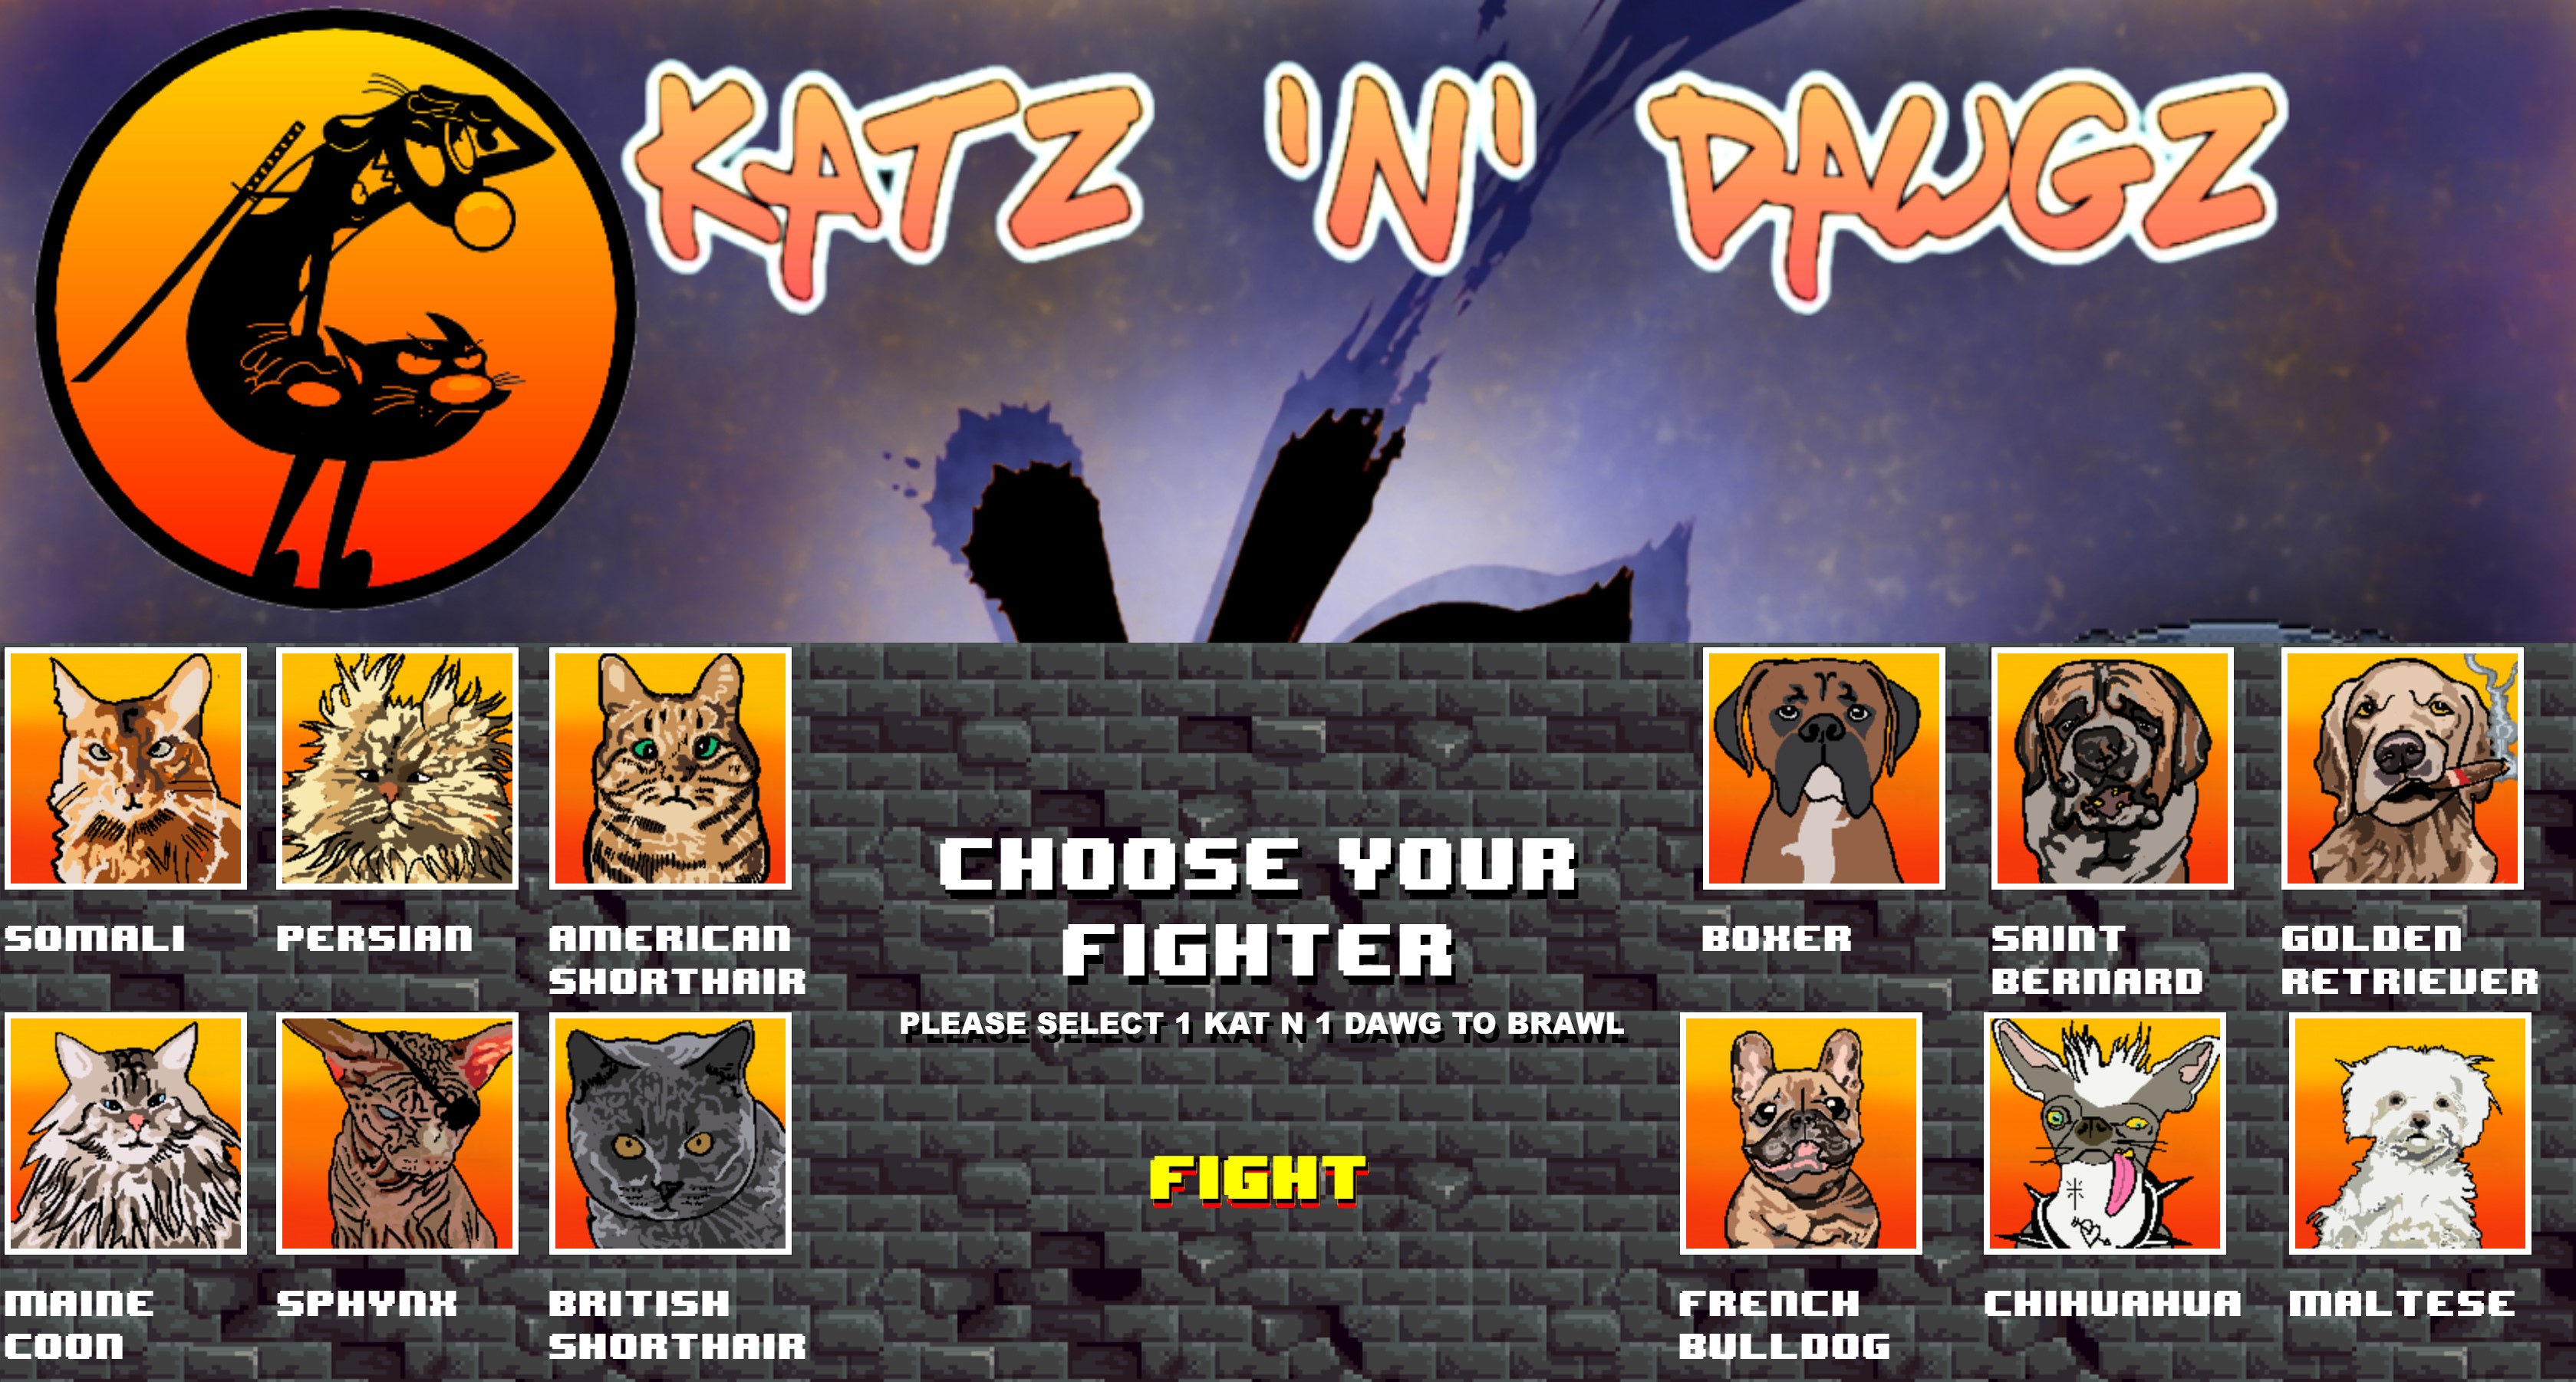 KATZ 'N' DAWGZ
SOMALI
PERSIAN
AMERICAN
SHORTHAIR
CHOOSE YOUR
FIGHTER
PLEASE SELECT 1 KAT N 1 DAWG TO BRAWL
FIGHT
BOXER
SAINT
BERNARD
GOLDEN
RETRIEVER
MAINE
COON
SPHYNX
BRITISH
SHORTHAIR
FRENCH
BULLDOG
CHIHUAHUA
MALTESE